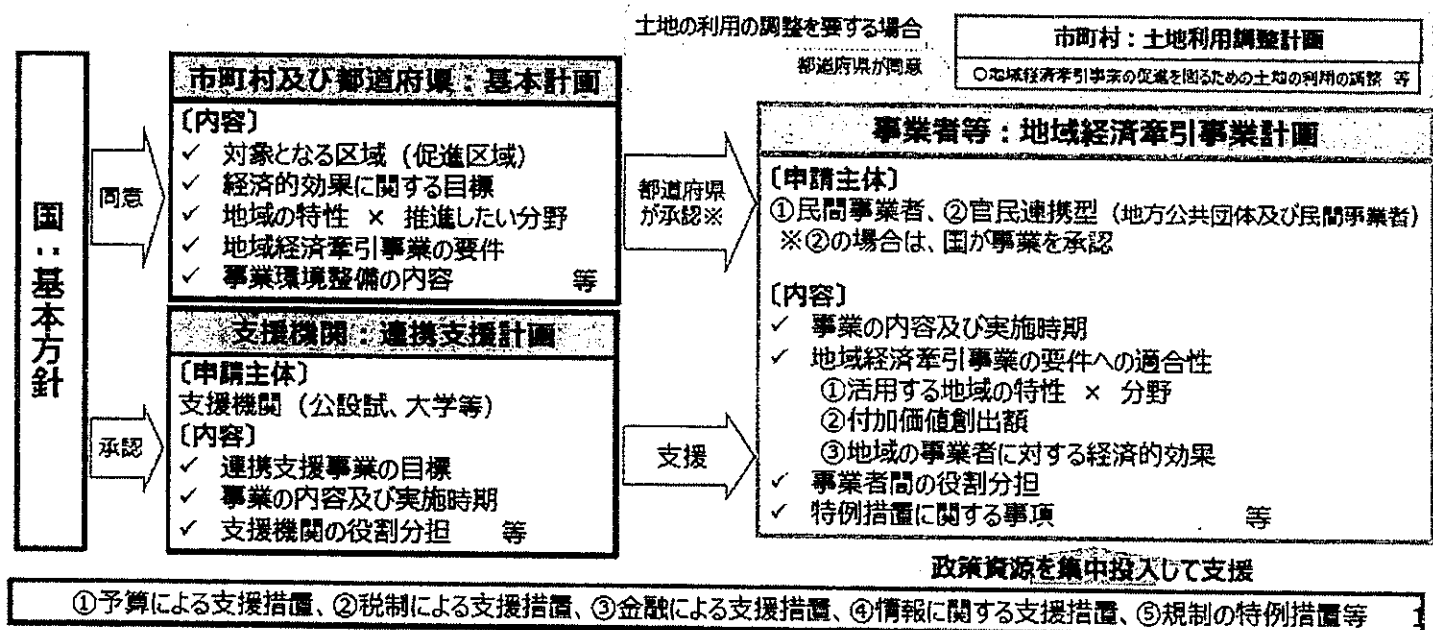 土地の利用の調整を要する場合
都道府県が同意
市町村：土地利用調整計画
○地域経済牽引事業の促進を図るための土地の利用の調整 等
国：基本方針
同意
市町村及び都道府県：基本計画
〔内容〕
✓ 対象となる区域（促進区域）
✓ 経済的効果に関する目標
✓ 地域の特性 × 推進したい分野
✓ 地域経済牽引事業の要件
✓ 事業環境整備の内容 等
承認
支援機関：連携支援計画
〔申請主体〕
支援機関（公設試、大学等）
〔内容〕
✓ 連携支援事業の目標
✓ 事業の内容及び実施時期
✓ 支援機関の役割分担 等
都道府県
が承認※
支援
事業者等：地域経済牽引事業計画
〔申請主体〕
①民間事業者、②官民連携型（地方公共団体及び民間事業者）
※②の場合は、国が事業を承認
〔内容〕
✓ 事業の内容及び実施時期
✓ 地域経済牽引事業の要件への適合性
①活用する地域の特性 × 分野
②付加価値創出額
③地域の事業者に対する経済的効果
✓ 事業者間の役割分担
✓ 特例措置に関する事項 等
政策資源を集中投入して支援
①予算による支援措置、②税制による支援措置、③金融による支援措置、④情報に関する支援措置、⑤規制の特例措置等 1